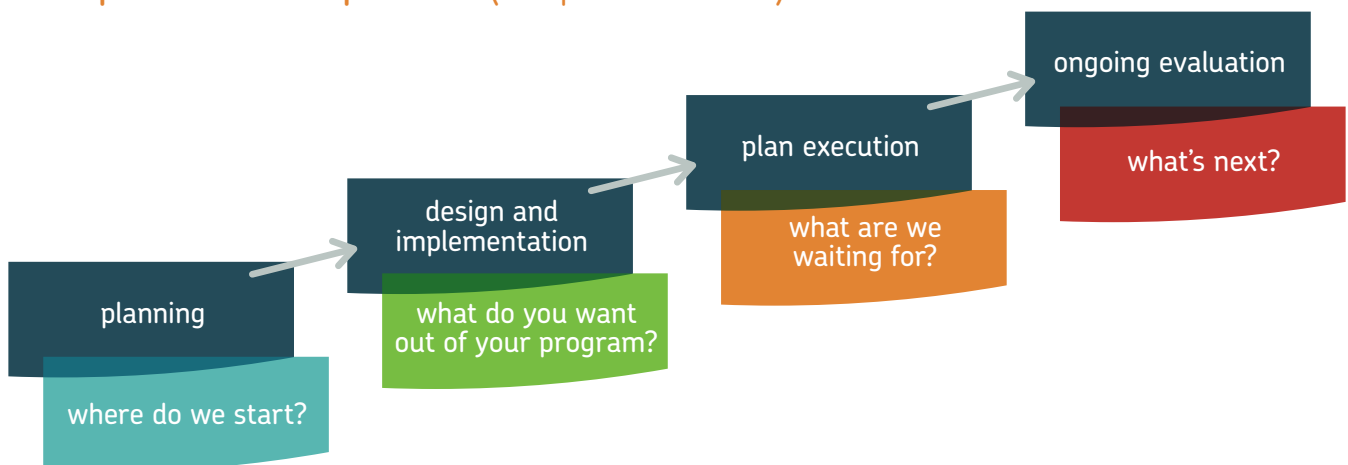 planning
where do we start?
design and
implementation
what do you want
out of your program?
plan execution
what are we
waiting for?
ongoing evaluation
what's next?